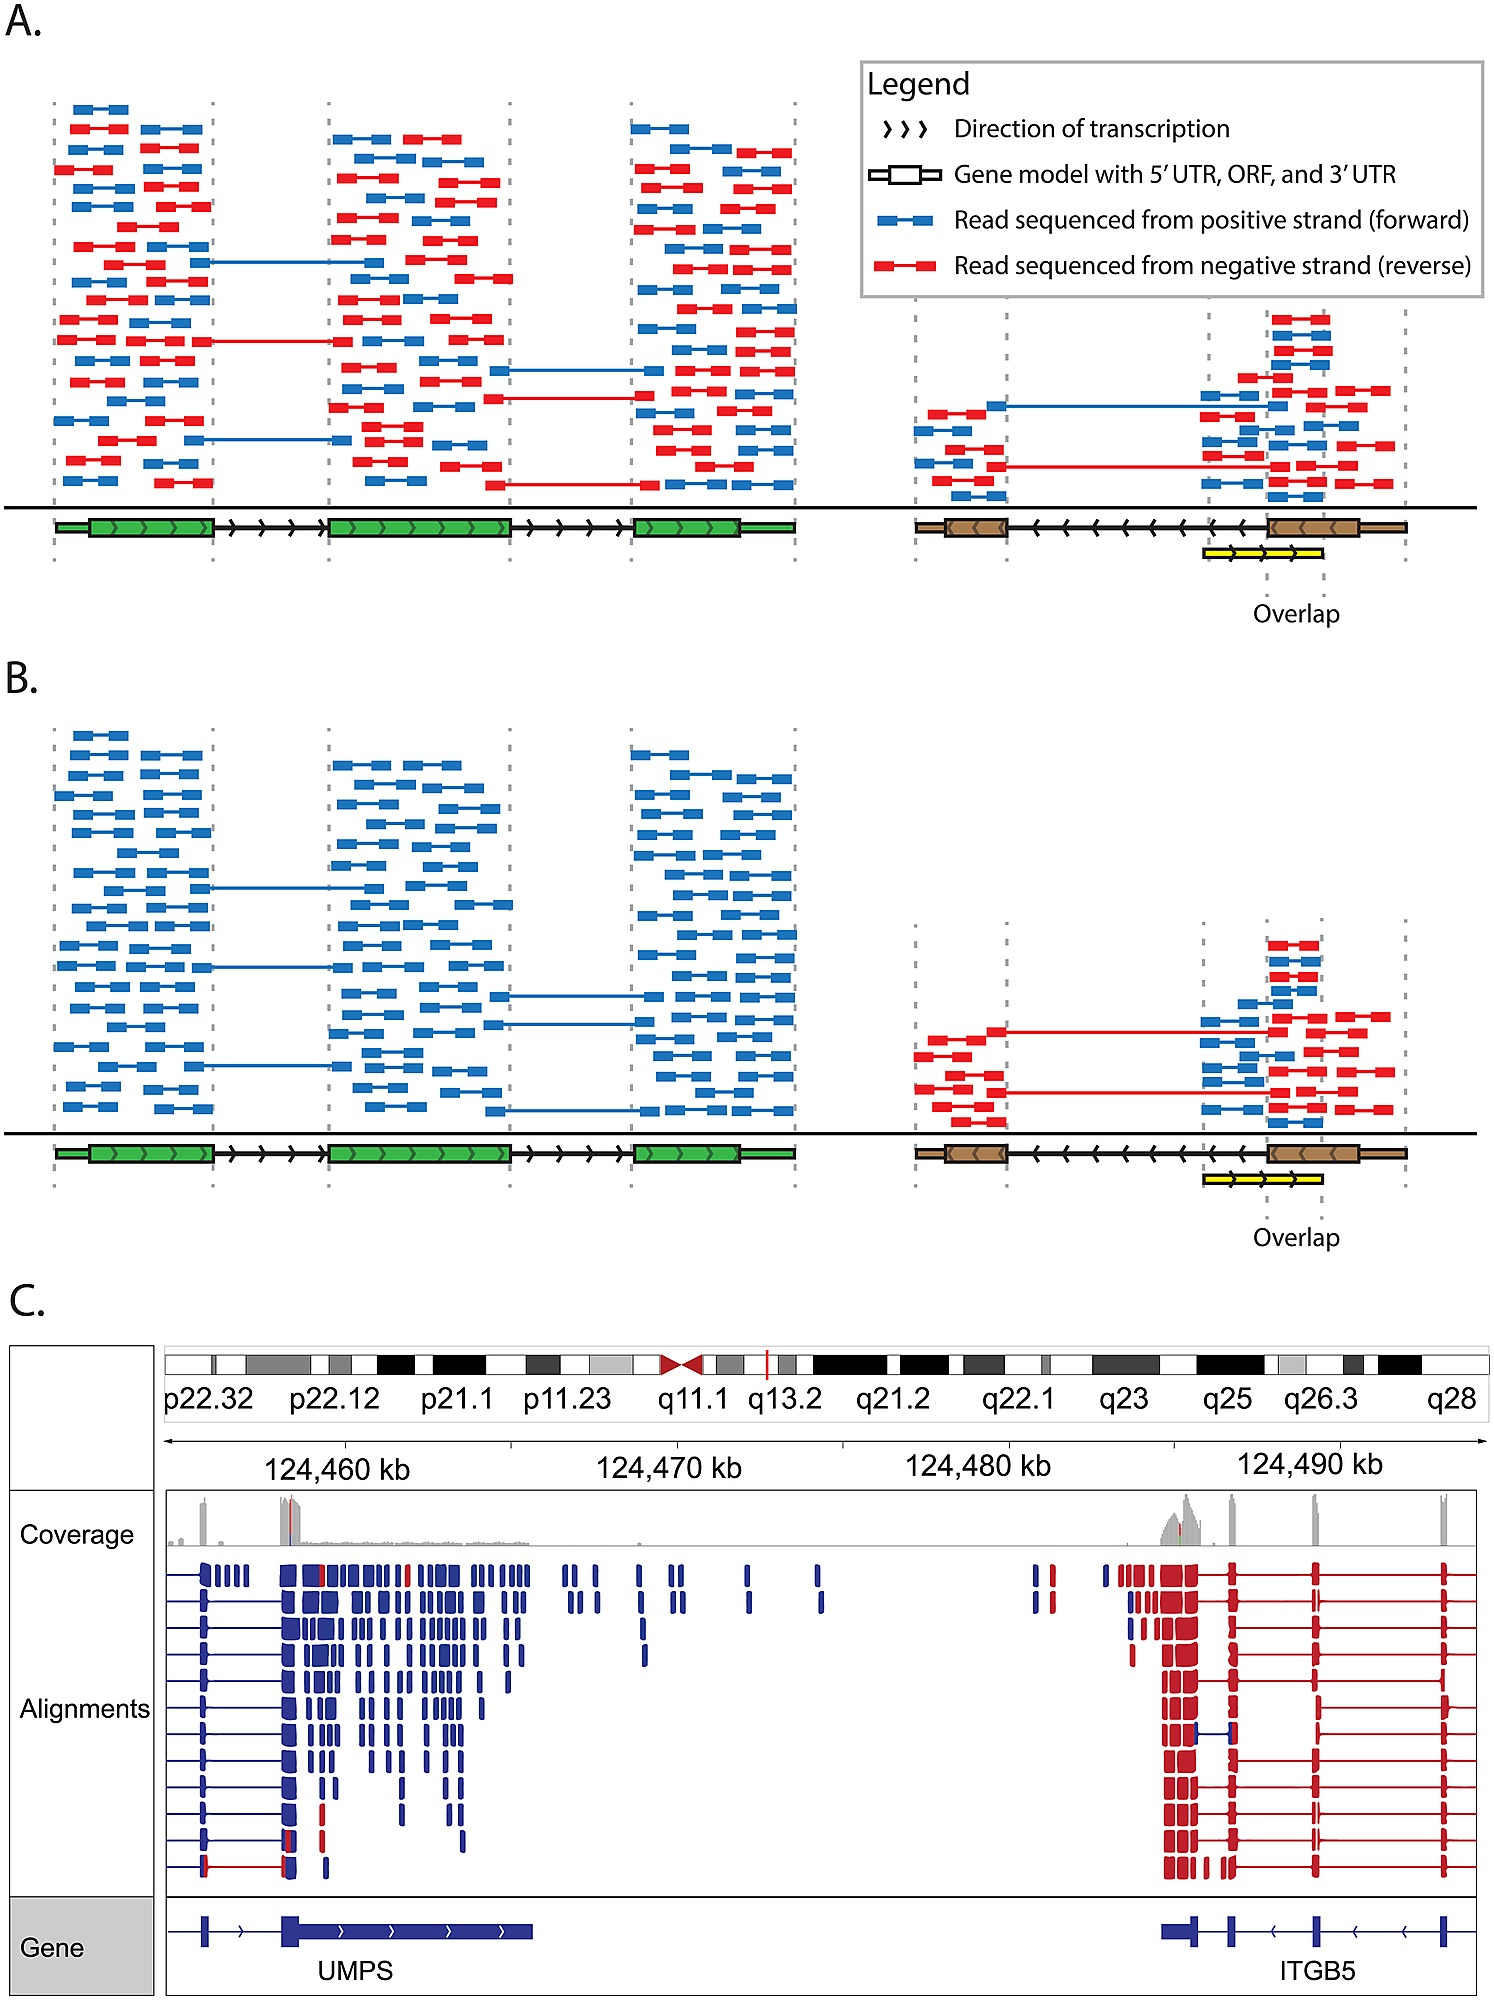 A.
Legend
Direction of transcription
Gene model with 5' UTR, ORF, and 3' UTR
Read sequenced from positive strand (forward)
Read sequenced from negative strand (reverse)
Overlap
B.
Overlap
C.
p22.32 p22.12 p21.1 p11.23 q11.1 q13.2 q21.2 q22.1 q23 q25 q26.3 q28
124,460 kb 124,470 kb 124,480 kb 124,490 kb
Coverage
Alignments
Gene
UMPS ITGB5